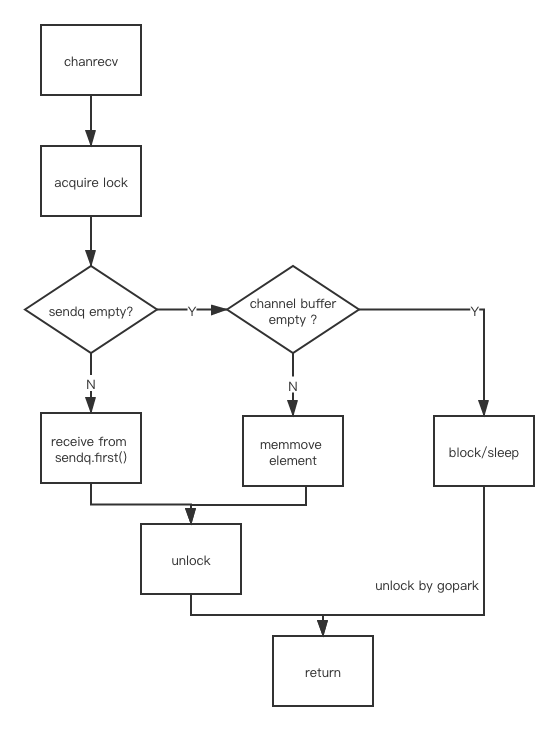 chanrecv
acquire lock
sendq empty?
Y
channel buffer
empty ?
Y
N
N
receive from
sendq.first()
memmove
element
block/sleep
unlock
unlock by gopark
return